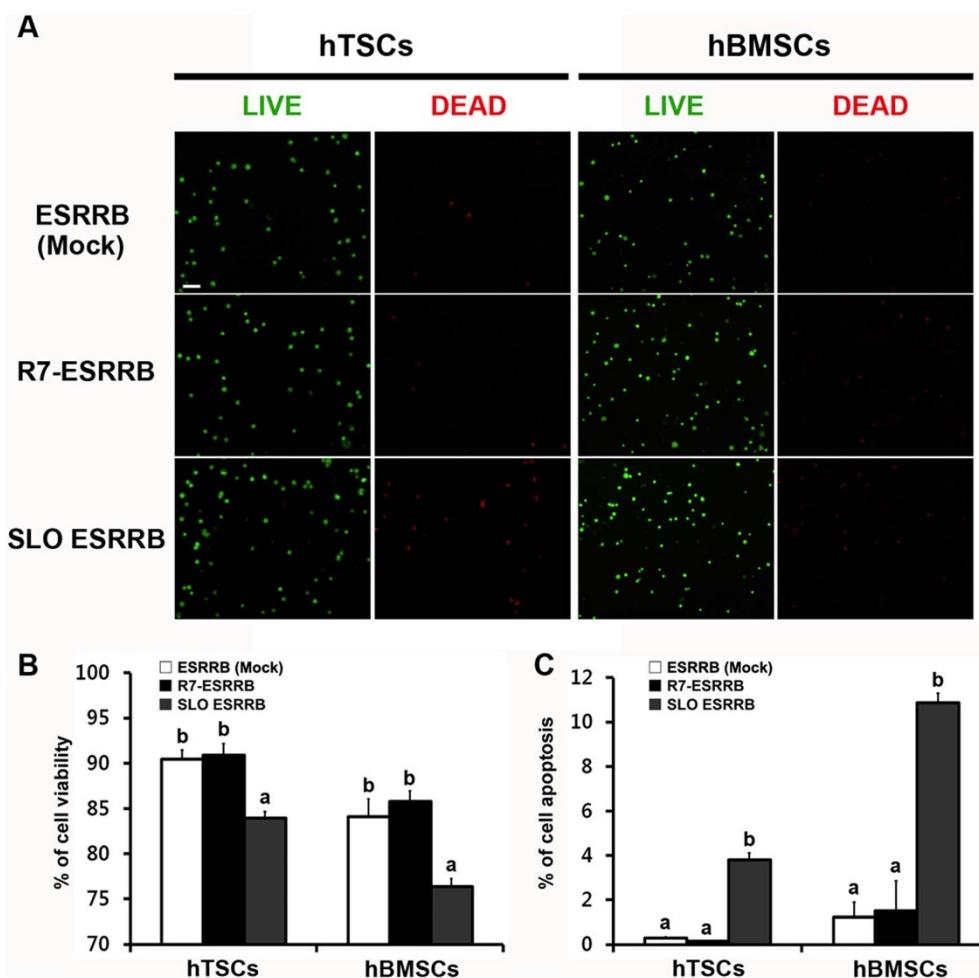 A
hTSCs hBMSCs
LIVE DEAD LIVE DEAD
ESRRB
(Mock)
R7-ESRRB
SLO ESRRB
B
ESRRB (Mock)
R7-ESRRB
SLO ESRRB
% of cell viability
100
95
90
85
80
75
70
b b a b b a
hTSCs hBMSCs
C
ESRRB (Mock)
R7-ESRRB
SLO ESRRB
% of cell apoptosis
12
10
8
6
4
2
0
a a b a a b
hTSCs hBMSCs